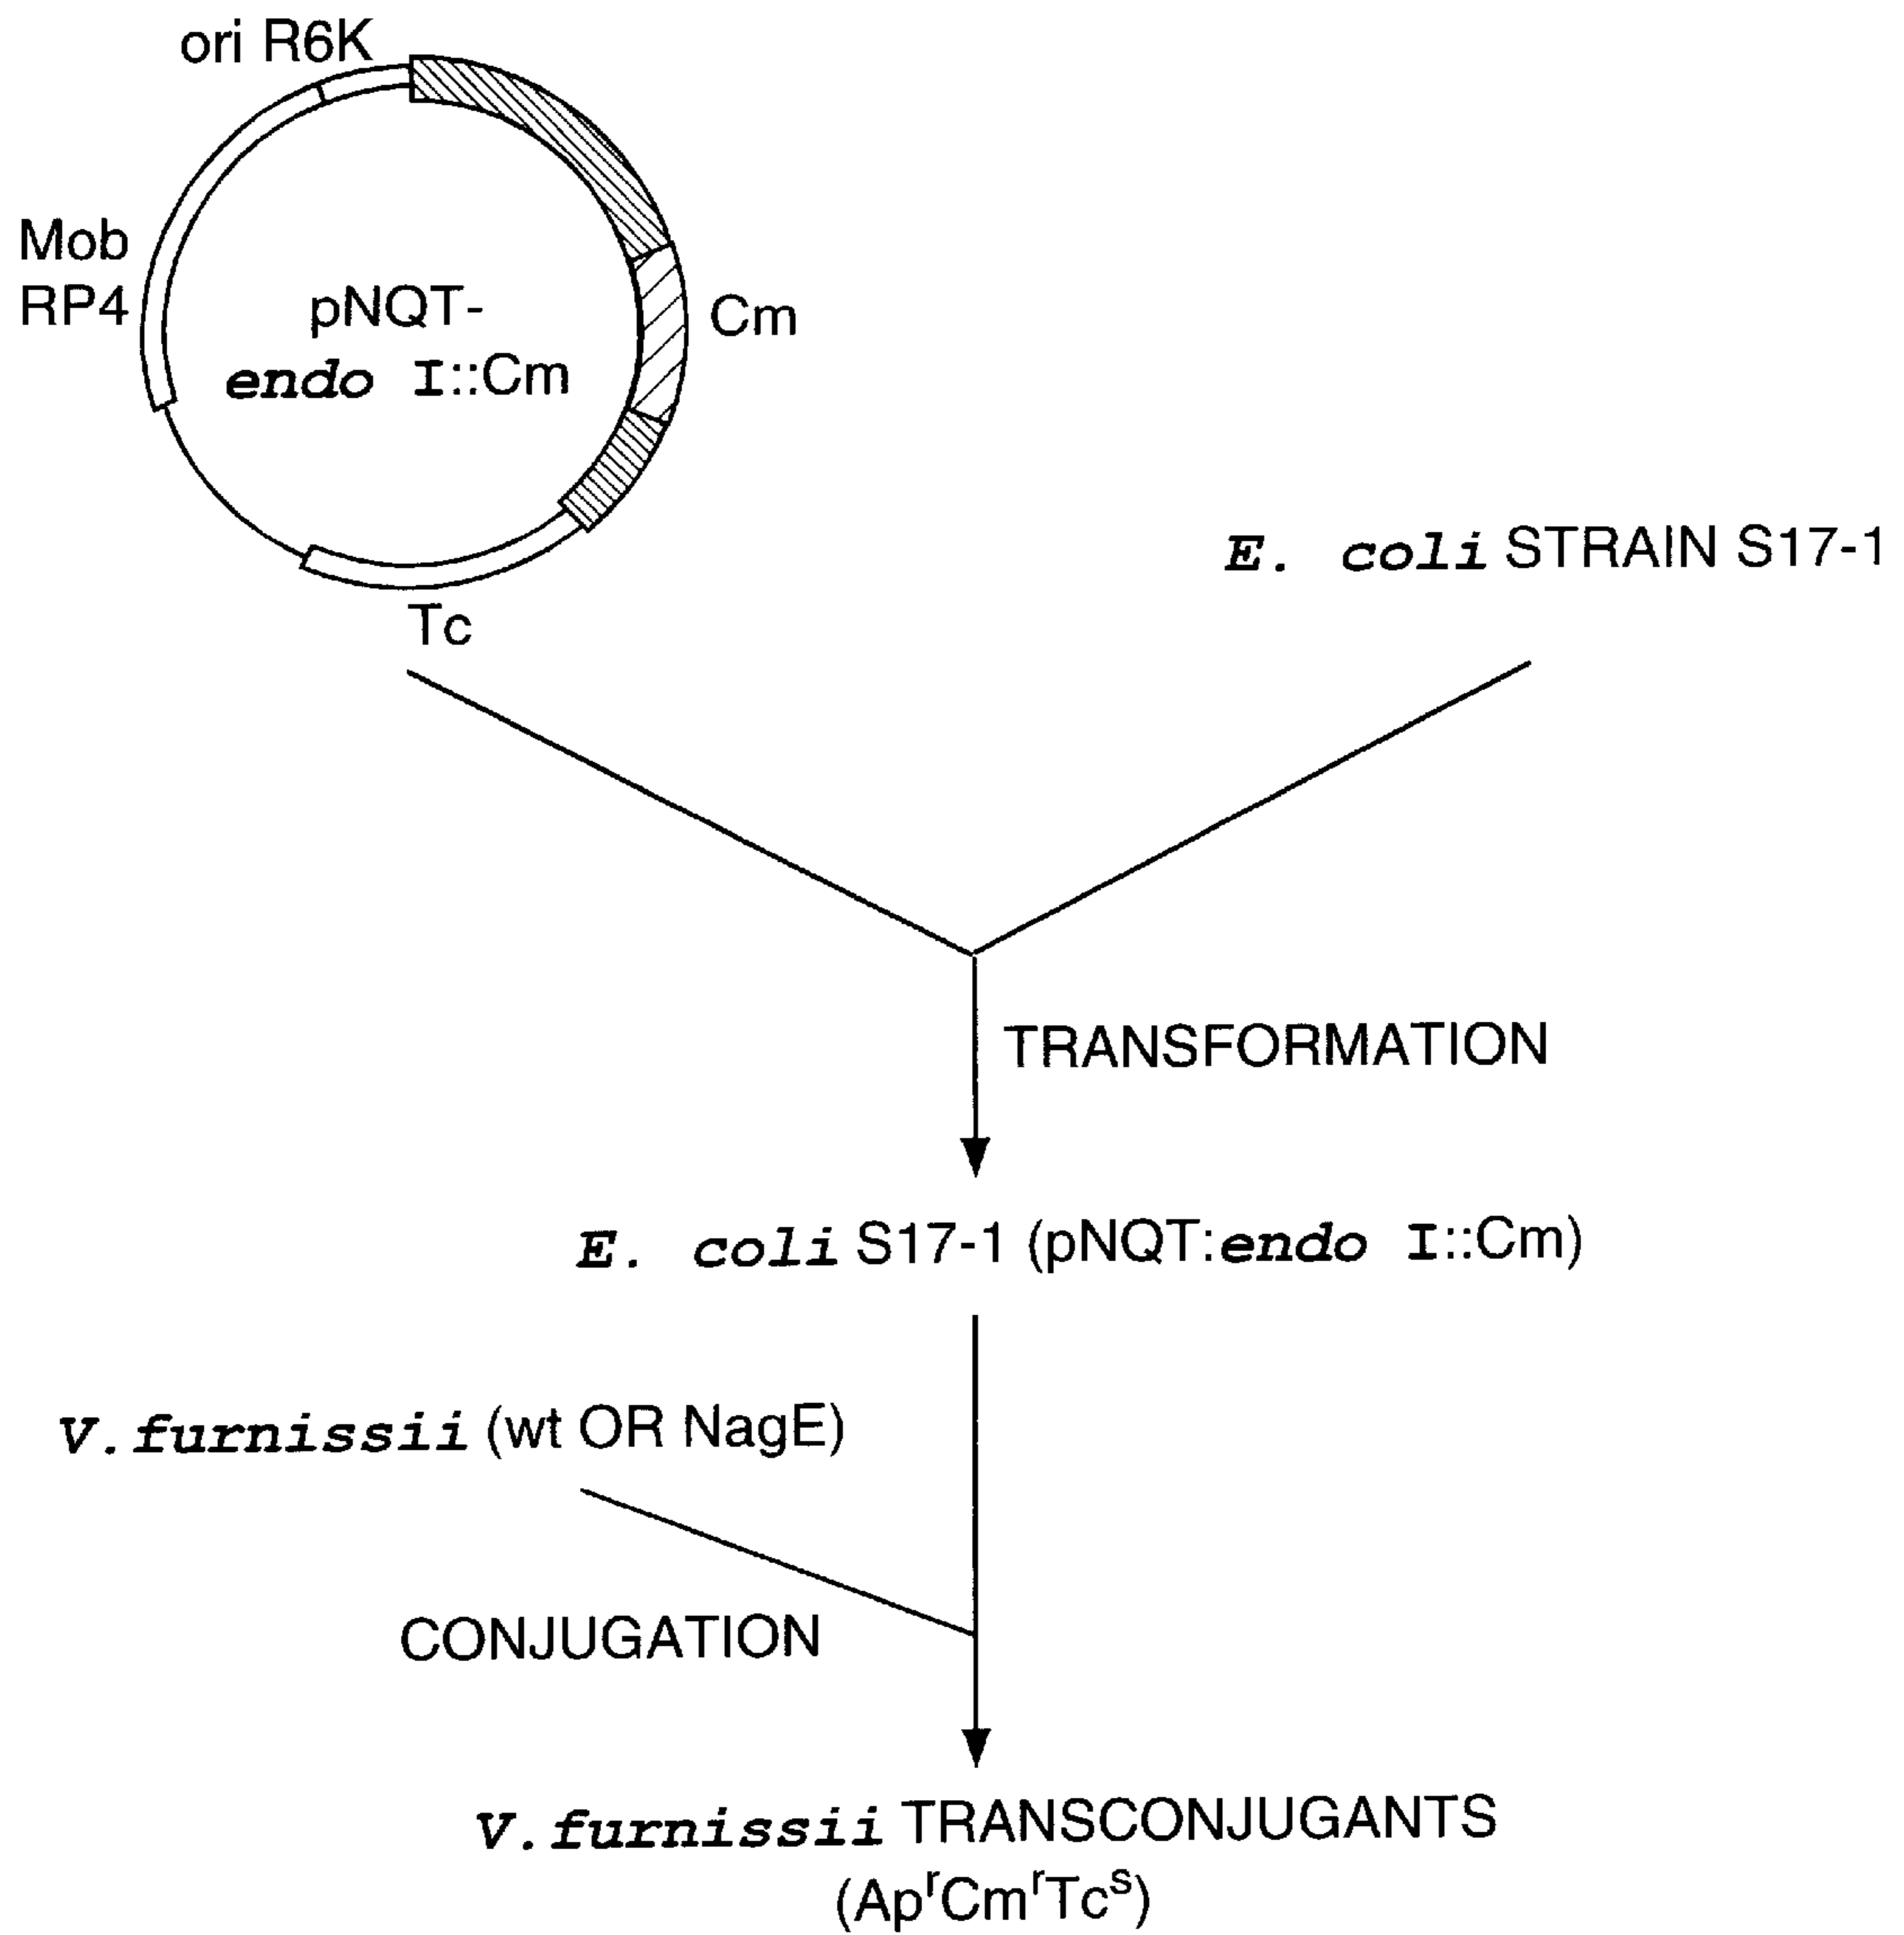 ori R6K
Mob
RP4
pNQT-
endo I::Cm
Cm
Tc
E. coli STRAIN S17-1
TRANSFORMATION
E. coli S17-1 (pNQT:endo I::Cm)
V.furnissii (wt OR NagE)
CONJUGATION
V.furnissii TRANSCONJUGANTS
(ApʳCmʳTcˢ)